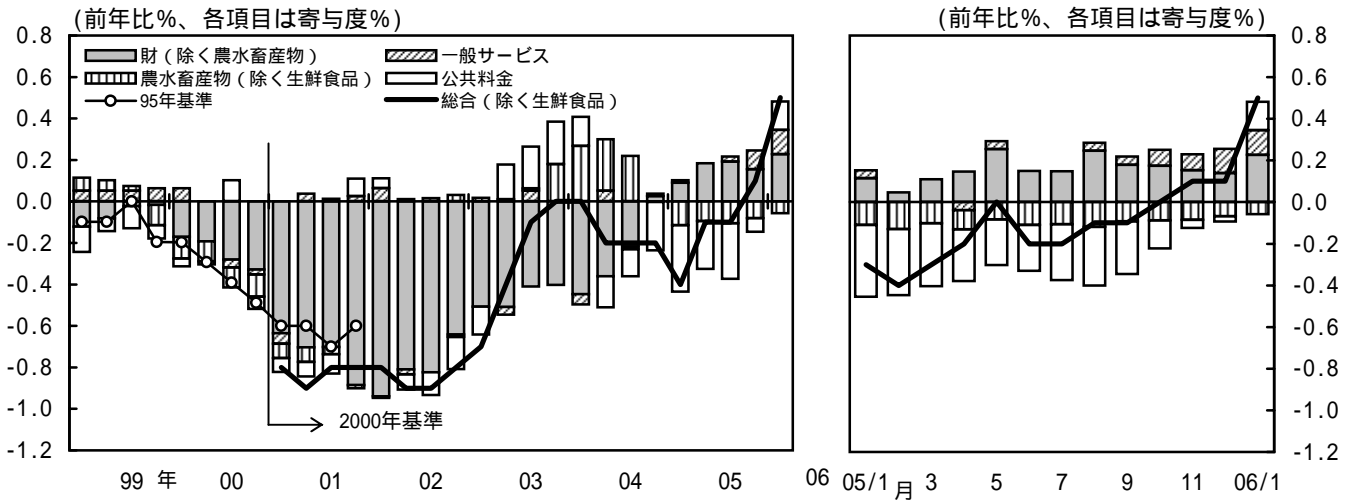 (前年比%、各項目は寄与度%)
0.8
0.6
0.4
0.2
0.0
-0.2
-0.4
-0.6
-0.8
-1.0
-1.2
財（除く農水畜産物）
一般サービス
農水畜産物（除く生鮮食品）
公共料金
95年基準
総合（除く生鮮食品）
2000年基準
99 年 00 01 02 03 04 05 06
(前年比%、各項目は寄与度%)
0.8
0.6
0.4
0.2
0.0
-0.2
-0.4
-0.6
-0.8
-1.0
-1.2
05/1 月 3 5 7 9 11 06/1